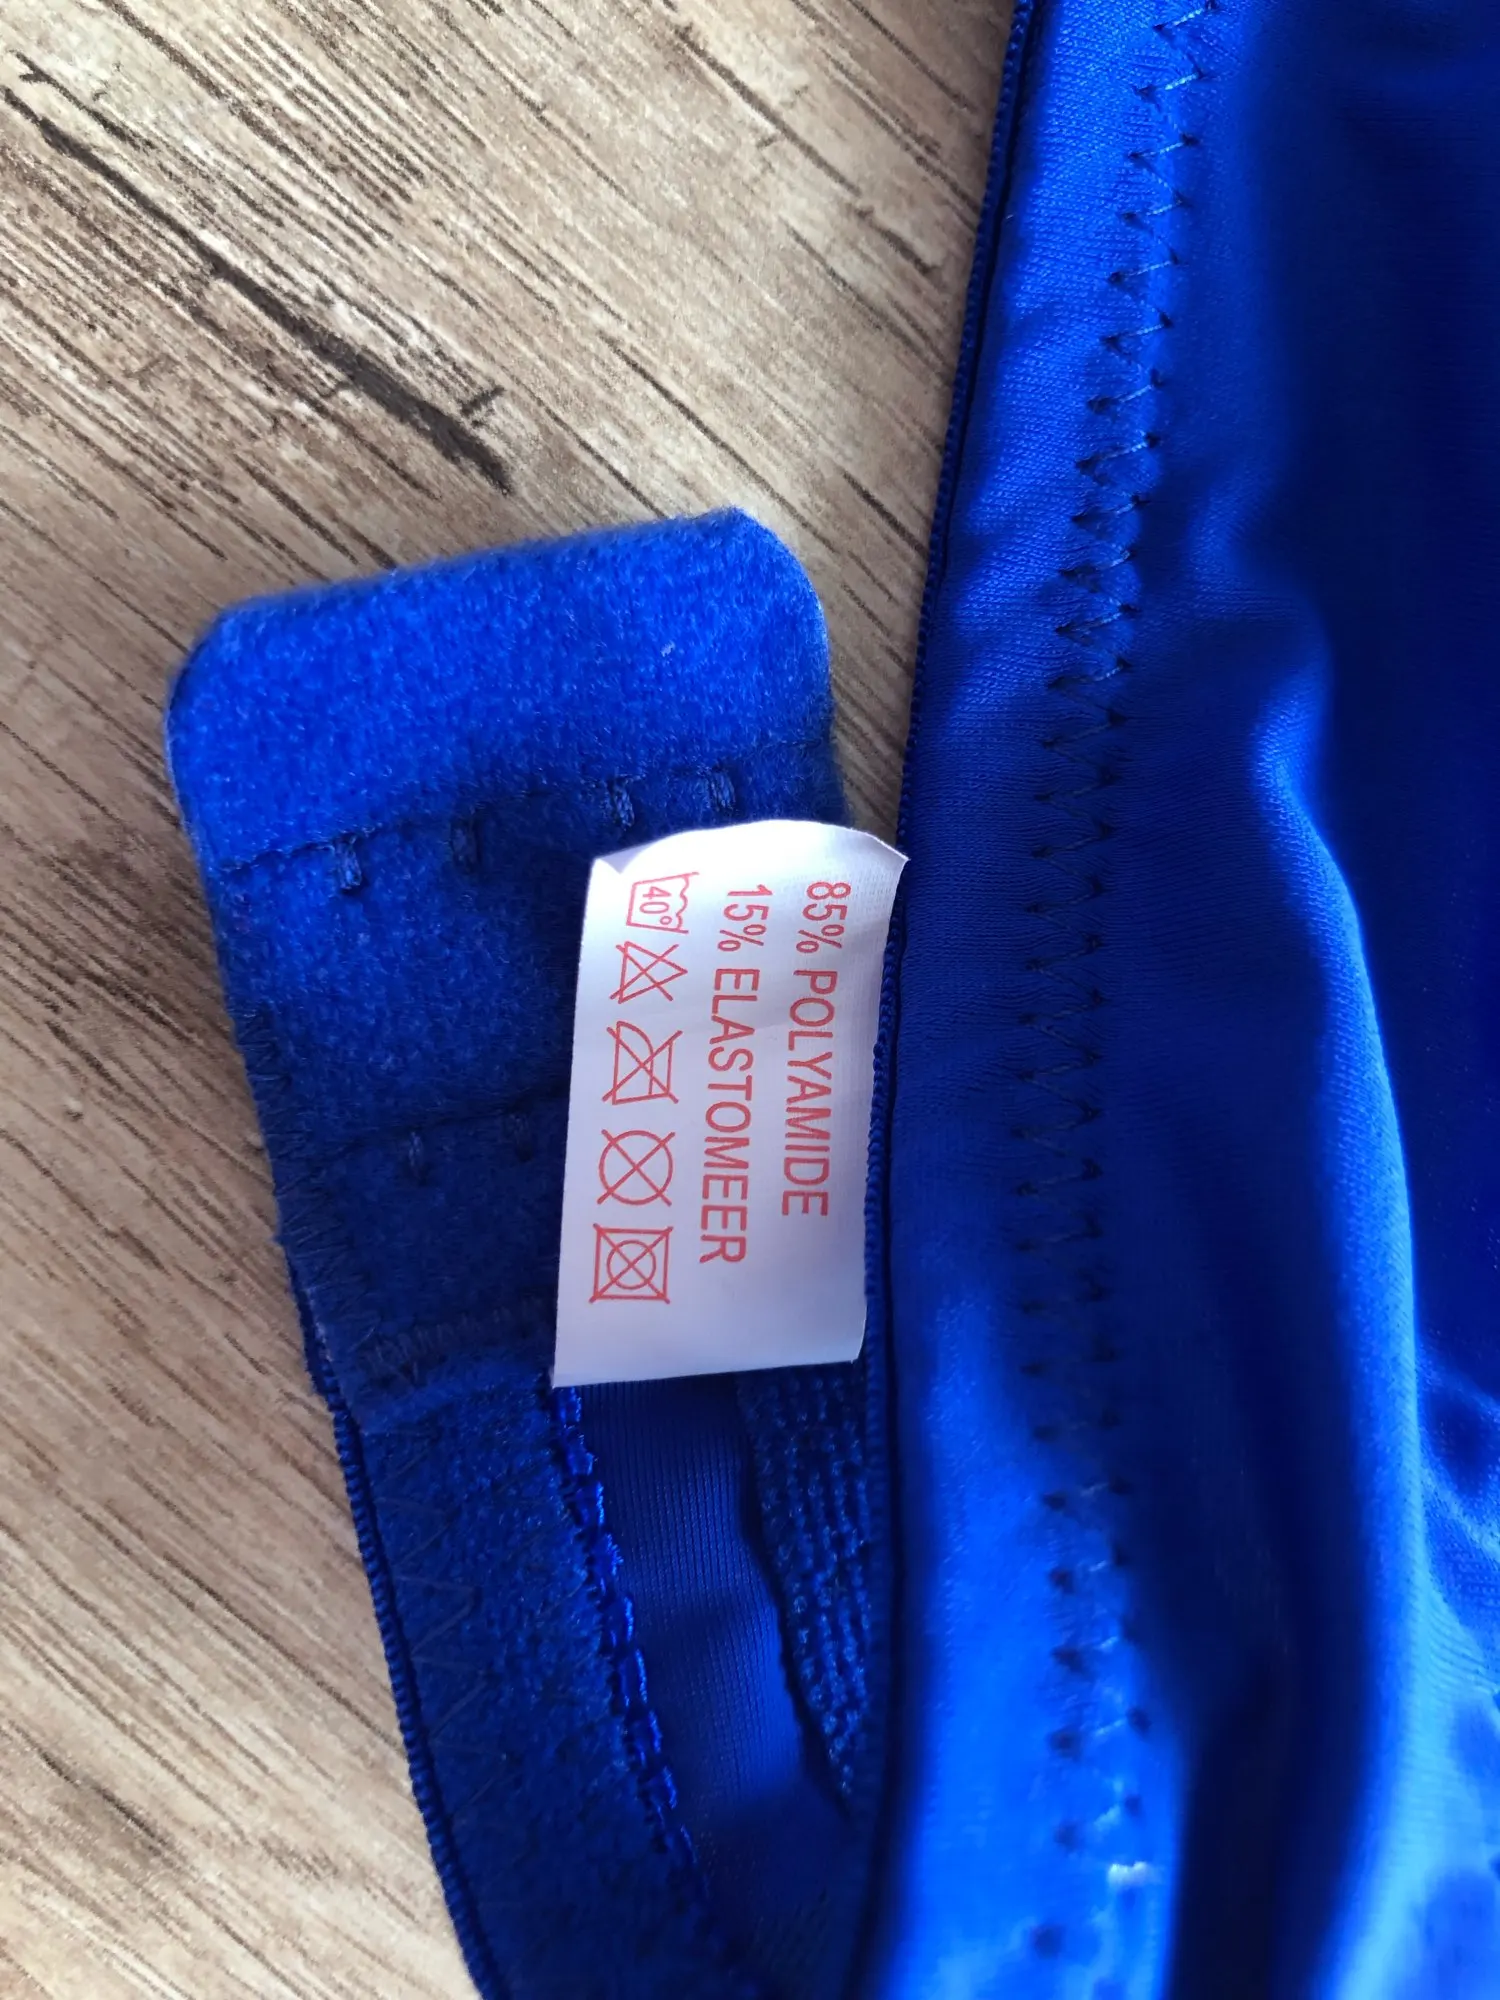 85% POLYAMIDE
15% ELASTOMEER
40°